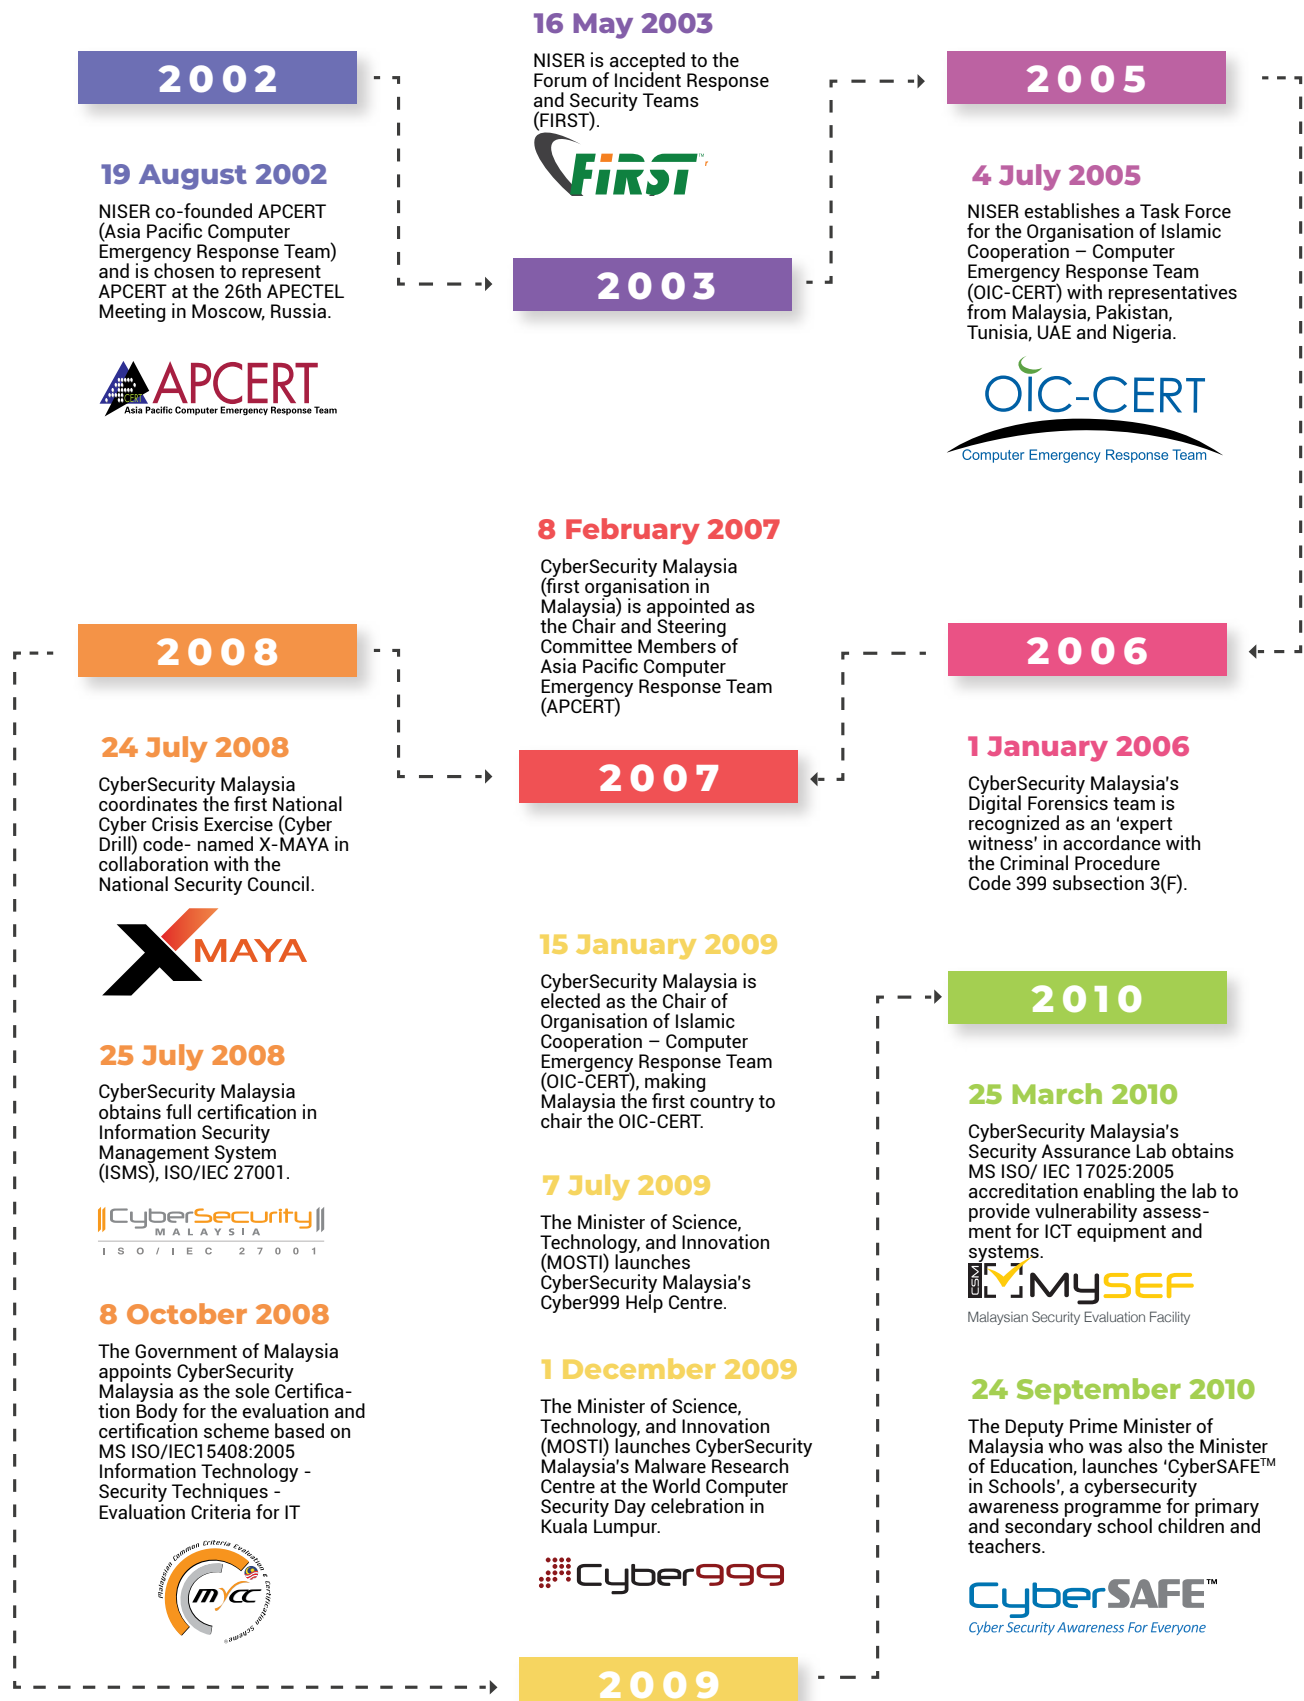 2002
19 August 2002
NISER co-founded APCERT
(Asia Pacific Computer
Emergency Response Team)
and is chosen to represent
APCERT at the 26th APECTEL
Meeting in Moscow, Russia.
CERT
APCERT
Asia Pacific Computer Emergency Response Team
16 May 2003
NISER is accepted to the
Forum of Incident Response
and Security Teams
(FIRST).
FiRST™
2003
2005
4 July 2005
NISER establishes a Task Force
for the Organisation of Islamic
Cooperation – Computer
Emergency Response Team
(OIC-CERT) with representatives
from Malaysia, Pakistan,
Tunisia, UAE and Nigeria.
OIC-CERT
Computer Emergency Response Team
2006
1 January 2006
CyberSecurity Malaysia's
Digital Forensics team is
recognized as an ‘expert
witness’ in accordance with
the Criminal Procedure
Code 399 subsection 3(F).
8 February 2007
CyberSecurity Malaysia
(first organisation in
Malaysia) is appointed as
the Chair and Steering
Committee Members of
Asia Pacific Computer
Emergency Response Team
(APCERT)
2007
2008
24 July 2008
CyberSecurity Malaysia
coordinates the first National
Cyber Crisis Exercise (Cyber
Drill) code- named X-MAYA in
collaboration with the
National Security Council.
X MAYA
25 July 2008
CyberSecurity Malaysia
obtains full certification in
Information Security
Management System
(ISMS), ISO/IEC 27001.
CyberSecurity
MALAYSIA
ISO/IEC 27001
8 October 2008
The Government of Malaysia
appoints CyberSecurity
Malaysia as the sole Certifica-
tion Body for the evaluation and
certification scheme based on
MS ISO/IEC15408:2005
Information Technology -
Security Techniques -
Evaluation Criteria for IT
Malaysian Common Criteria Evaluation & Certification Scheme®
mycc
15 January 2009
CyberSecurity Malaysia is
elected as the Chair of
Organisation of Islamic
Cooperation – Computer
Emergency Response Team
(OIC-CERT), making
Malaysia the first country to
chair the OIC-CERT.
7 July 2009
The Minister of Science,
Technology, and Innovation
(MOSTI) launches
CyberSecurity Malaysia's
Cyber999 Help Centre.
1 December 2009
The Minister of Science,
Technology, and Innovation
(MOSTI) launches CyberSecurity
Malaysia's Malware Research
Centre at the World Computer
Security Day celebration in
Kuala Lumpur.
Cyber999
2009
2010
25 March 2010
CyberSecurity Malaysia's
Security Assurance Lab obtains
MS ISO/ IEC 17025:2005
accreditation enabling the lab to
provide vulnerability assess-
ment for ICT equipment and
systems.
CSM
MySEF
Malaysian Security Evaluation Facility
24 September 2010
The Deputy Prime Minister of
Malaysia who was also the Minister
of Education, launches ‘CyberSAFE™
in Schools’, a cybersecurity
awareness programme for primary
and secondary school children and
teachers.
CyberSAFE™
Cyber Security Awareness For Everyone